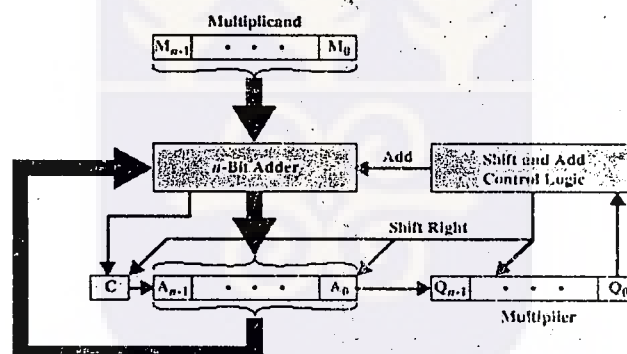 Multiplicand
Mn-1 · · · M0
n-Bit Adder
Add
Shift and Add
Control Logic
Shift Right
C
An-1 · · · A0
Qn-1 · · · Q0
Multiplier